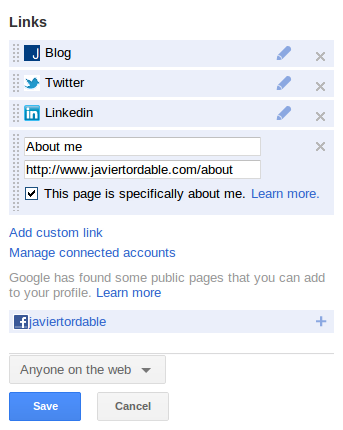 Links
Blog
Twitter
Linkedin
About me
http://www.javiertordable.com/about
This page is specifically about me. Learn more.
Add custom link
Manage connected accounts
Google has found some public pages that you can add
to your profile. Learn more
javiertordable
Anyone on the web
Save Cancel